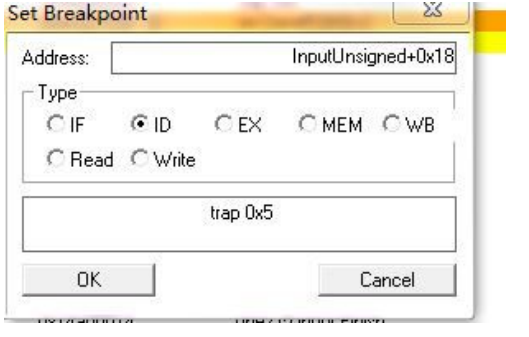 Set Breakpoint
Address: InputUnsigned+0x18
Type
IF ID EX MEM WB
Read Write
trap 0x5
OK Cancel